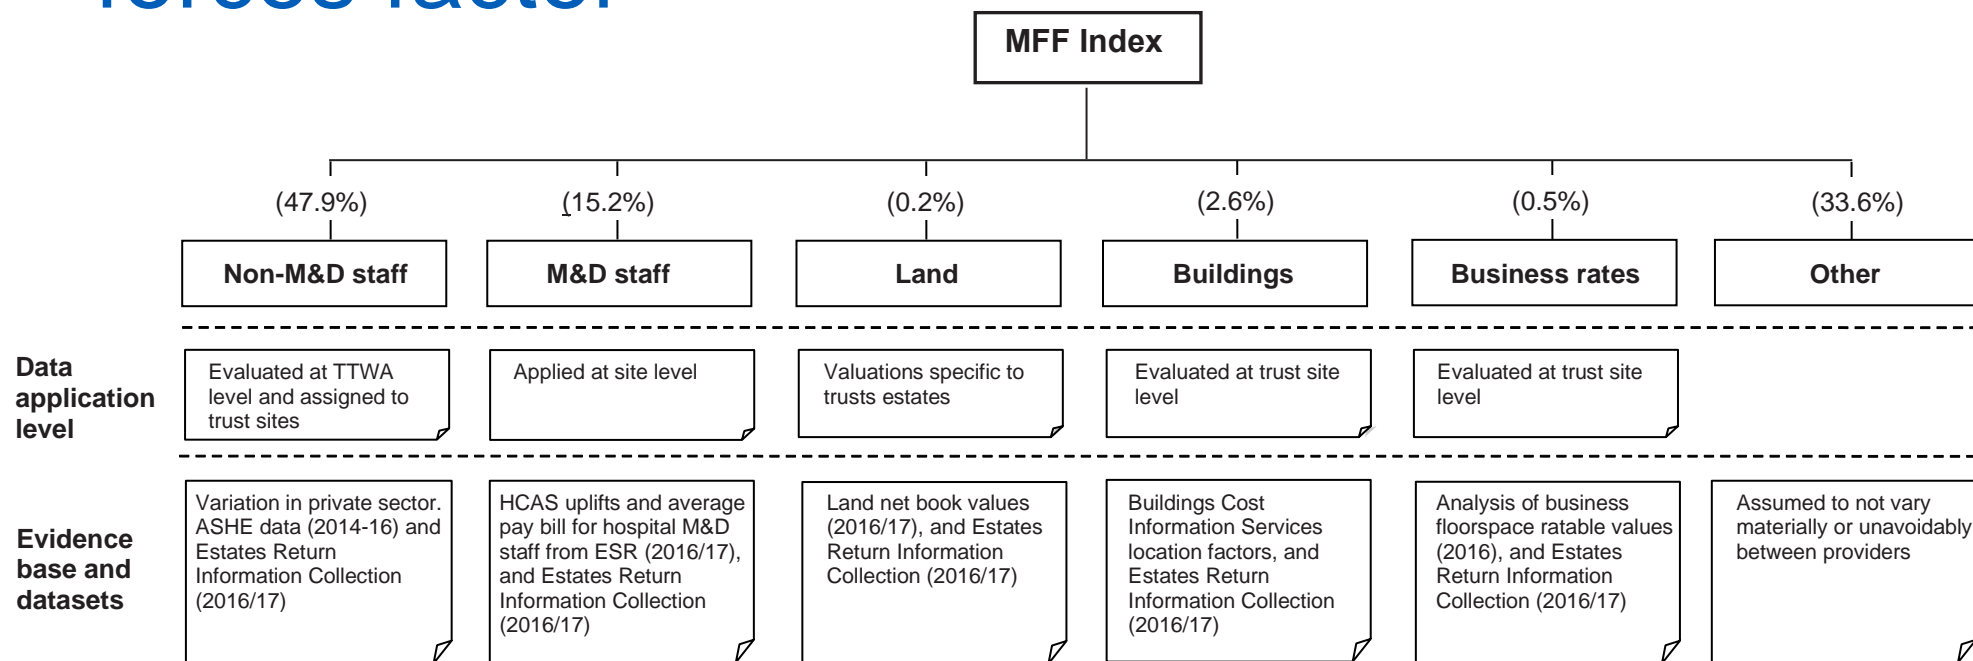 forces factor
MFF Index
(47.9%)
(15.2%)
(0.2%)
(2.6%)
(0.5%)
(33.6%)
Non-M&D staff
M&D staff
Land
Buildings
Business rates
Other
Data
application
level
Evaluated at TTWA
level and assigned to
trust sites
Applied at site level
Valuations specific to
trusts estates
Evaluated at trust site
level
Evaluated at trust site
level
Evidence
base and
datasets
Variation in private sector.
ASHE data (2014-16) and
Estates Return
Information Collection
(2016/17)
HCAS uplifts and average
pay bill for hospital M&D
staff from ESR (2016/17),
and Estates Return
Information Collection
(2016/17)
Land net book values
(2016/17), and Estates
Return Information
Collection (2016/17)
Buildings Cost
Information Services
location factors, and
Estates Return
Information Collection
(2016/17)
Analysis of business
floorspace ratable values
(2016), and Estates
Return Information
Collection (2016/17)
Assumed to not vary
materially or unavoidably
between providers